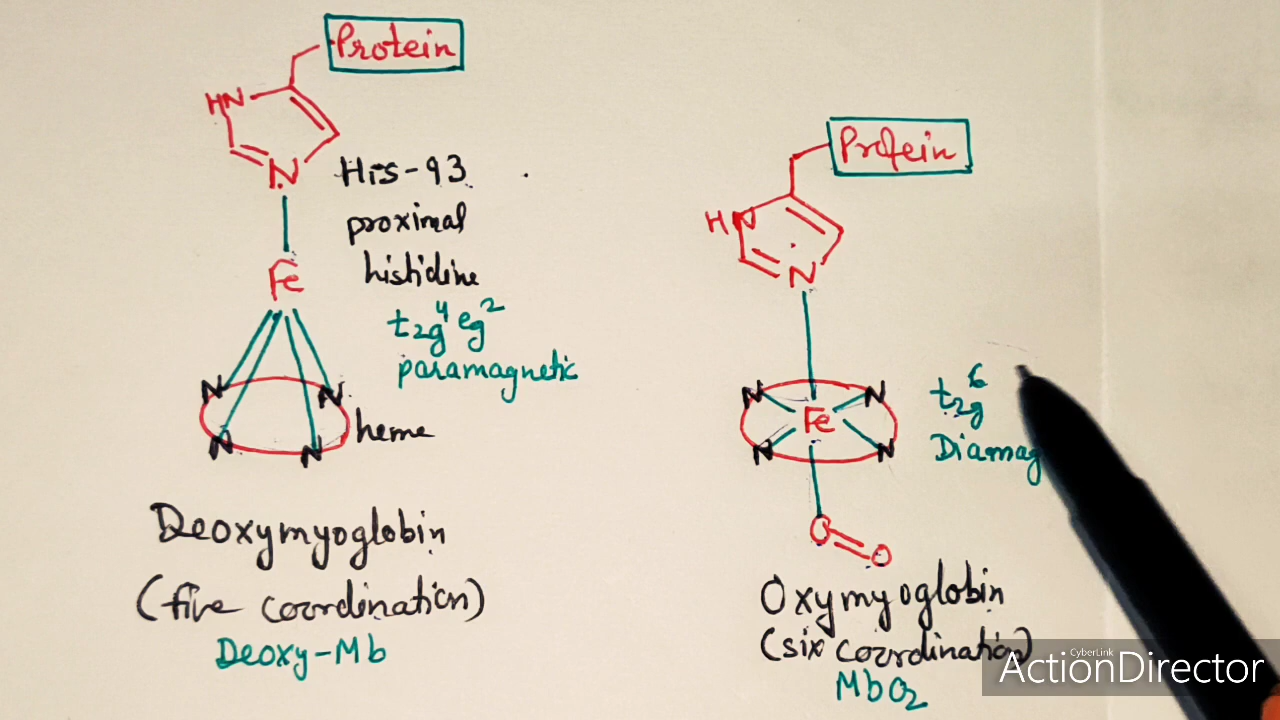 Protein
HN
N
His-93
proximal
histidine
Fe
t₂g⁴ eg²
paramagnetic
N N
N N
heme
Deoxymyoglobin
(five coordination)
Deoxy-Mb
Protein
HN
N
N N
Fe
N N
t₂g⁶
Diamag
O
O
Oxymyoglobin
(six coordination)
MbO₂
CyberLink
ActionDirector